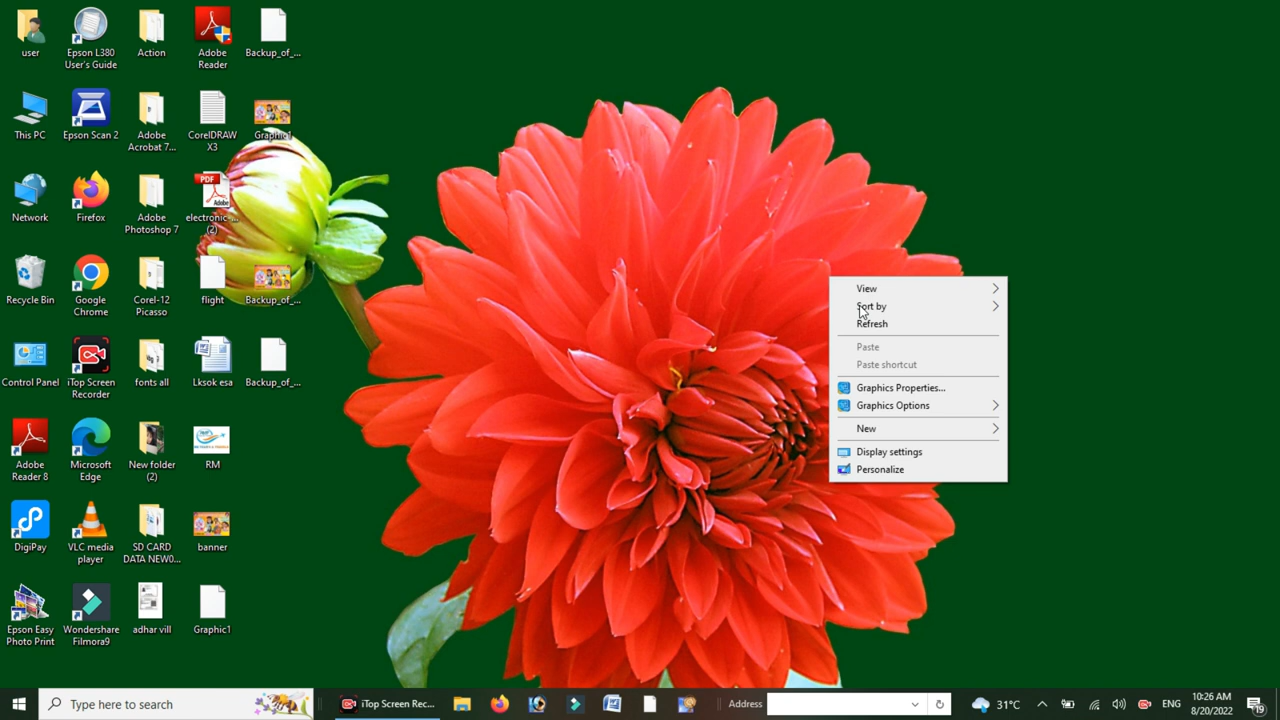 user
Epson L380
User's Guide
Action
Adobe
Reader
Backup_of_...
This PC
Epson Scan 2
Adobe
Acrobat 7...
CorelDRAW
X3
Graphic1
Network
Firefox
Adobe
Photoshop 7
PDF
Adobe
electronic-...
(2)
Recycle Bin
Google
Chrome
Corel-12
Picasso
flight
Backup_of_...
Control Panel
iTop Screen
Recorder
fonts all
Lksok esa
Backup_of_...
Adobe
Reader 8
Microsoft
Edge
New folder
(2)
RM
DigiPay
VLC media
player
SD CARD
DATA NEW0...
banner
Epson Easy
Photo Print
Wondershare
Filmora9
adhar vill
Graphic1
View
Sort by
Refresh
Paste
Paste shortcut
Graphics Properties...
Graphics Options
New
Display settings
Personalize
Type here to search
iTop Screen Rec...
Address
31°C
ENG
10:26 AM
8/20/2022
19